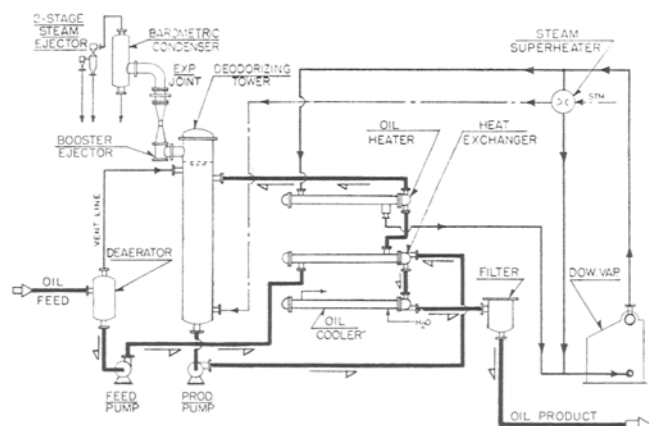 2-STAGE
STEAM
EJECTOR
BAROMETRIC
CONDENSER
EXP
JOINT
DEODORIZING
TOWER
STEAM
SUPERHEATER
STM
BOOSTER
EJECTOR
OIL
HEATER
HEAT
EXCHANGER
VENT LINE
DEAERATOR
OIL
FEED
FILTER
DOW. VAP
OIL
COOLER
H2O
FEED
PUMP
PROD
PUMP
OIL PRODUCT